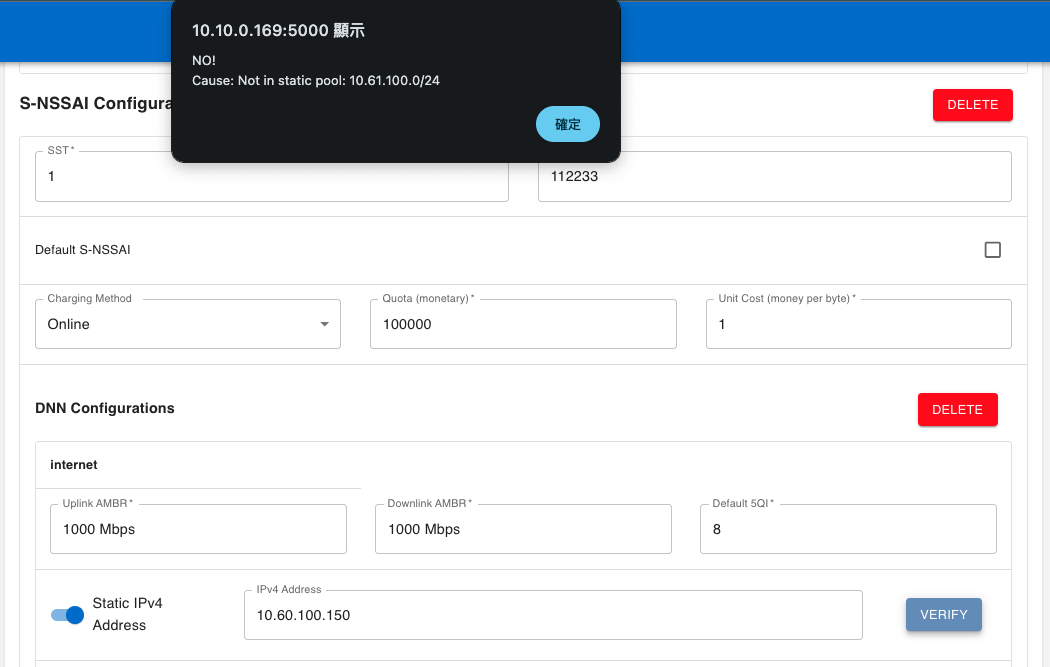 10.10.0.169:5000 顯示
NO!
Cause: Not in static pool: 10.61.100.0/24
確定
S-NSSAI Configura
DELETE
SST*
1
112233
Default S-NSSAI
Charging Method
Online
Quota (monetary)*
100000
Unit Cost (money per byte)*
1
DNN Configurations
DELETE
internet
Uplink AMBR*
1000 Mbps
Downlink AMBR*
1000 Mbps
Default 5QI*
8
Static IPv4
Address
IPv4 Address
10.60.100.150
VERIFY